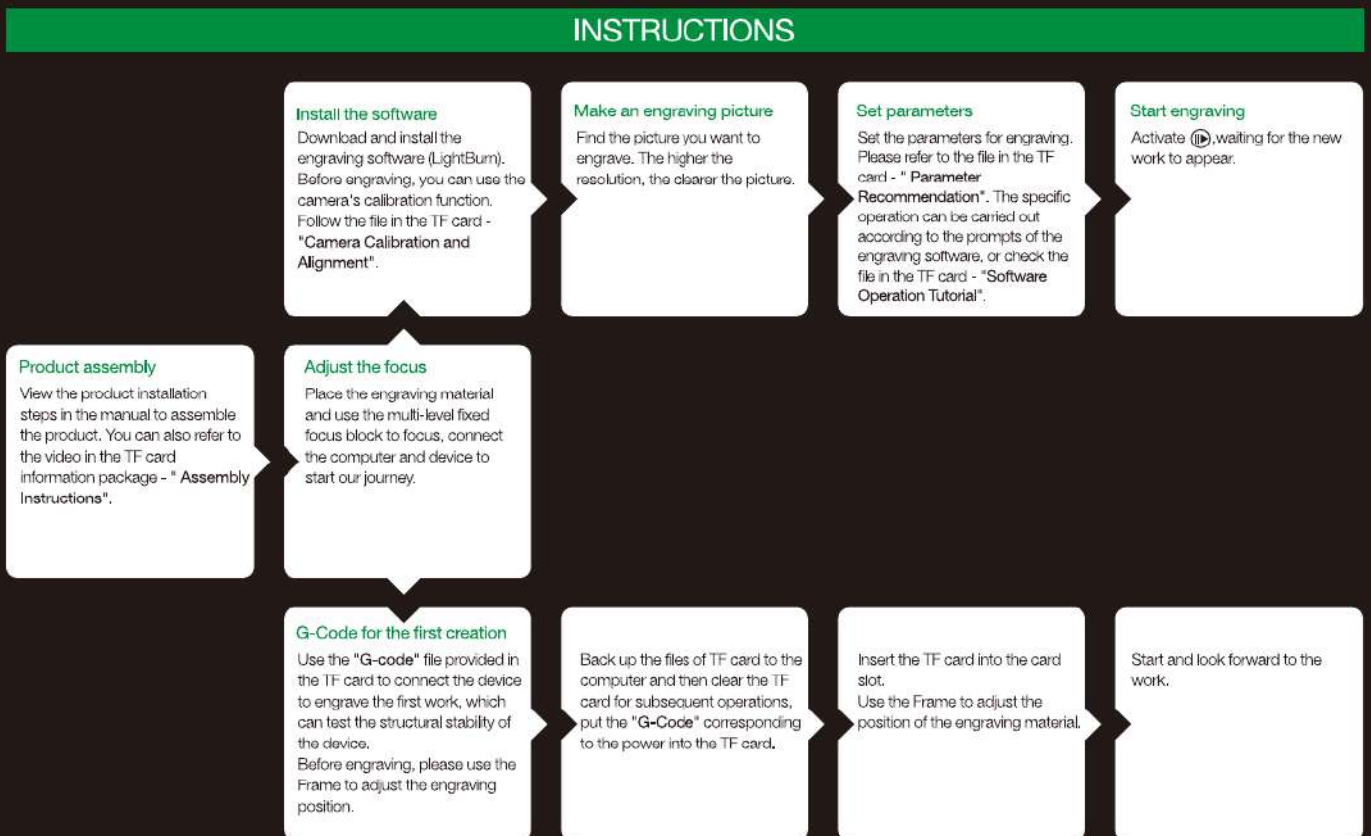 INSTRUCTIONS
Install the software
Download and install the
engraving software (LightBurn).
Before engraving, you can use the
camera's calibration function.
Follow the file in the TF card -
"Camera Calibration and
Alignment".
Make an engraving picture
Find the picture you want to
engrave. The higher the
resolution, the clearer the picture.
Set parameters
Set the parameters for engraving.
Please refer to the file in the TF
card - " Parameter
Recommendation". The specific
operation can be carried out
according to the prompts of the
engraving software, or check the
file in the TF card - "Software
Operation Tutorial".
Start engraving
Activate ,waiting for the new
work to appear.
Product assembly
View the product installation
steps in the manual to assemble
the product. You can also refer to
the video in the TF card
information package - " Assembly
Instructions".
Adjust the focus
Place the engraving material
and use the multi-level fixed
focus block to focus, connect
the computer and device to
start our journey.
G-Code for the first creation
Use the "G-code" file provided in
the TF card to connect the device
to engrave the first work, which
can test the structural stability of
the device.
Before engraving, please use the
Frame to adjust the engraving
position.
Back up the files of TF card to the
computer and then clear the TF
card for subsequent operations,
put the "G-Code" corresponding
to the power into the TF card.
Insert the TF card into the card
slot.
Use the Frame to adjust the
position of the engraving material.
Start and look forward to the
work.